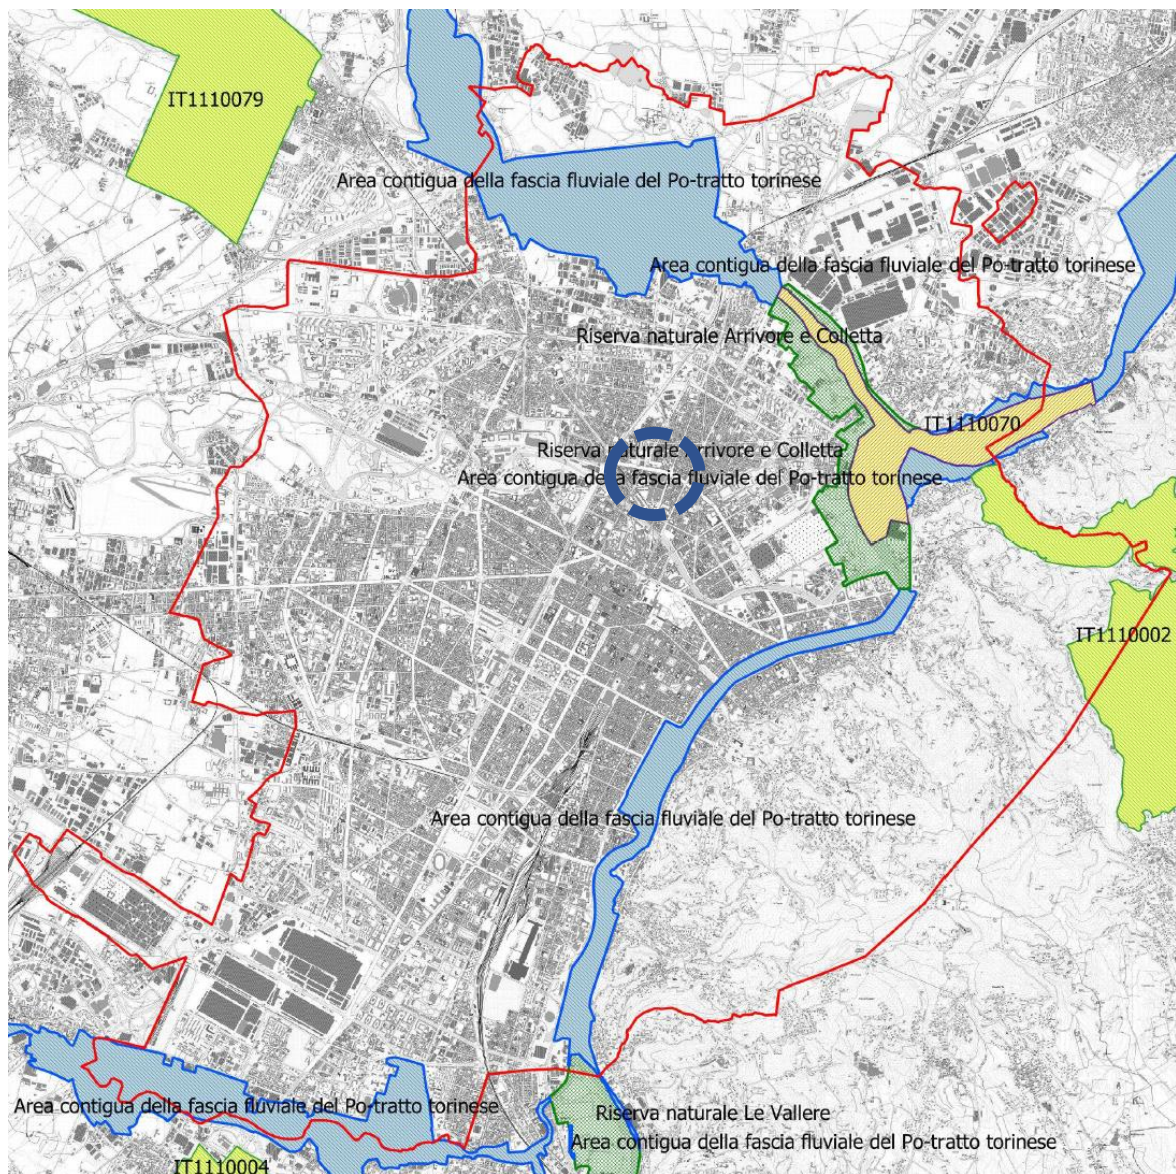 IT1110079
Area contigua della fascia fluviale del Po-tratto torinese
Area contigua della fascia fluviale del Po-tratto torinese
Riserva naturale Arrivore e Colletta
IT1110070
Riserva naturale Arrivore e Colletta
Area contigua della fascia fluviale del Po-tratto torinese
IT1110002
Area contigua della fascia fluviale del Po-tratto torinese
Area contigua della fascia fluviale del Po-tratto torinese
Riserva naturale Le Vallere
Area contigua della fascia fluviale del Po-tratto torinese
IT1110004